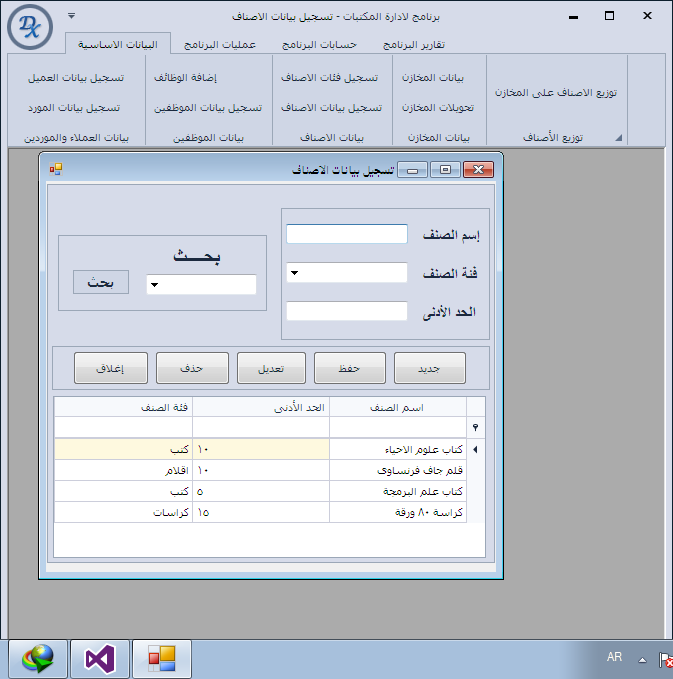 برنامج لادارة المكتبات - تسجيل بيانات الاصناف
البيانات الاساسية عمليات البرنامج حسابات البرنامج تقارير البرنامج
توزيع الاصناف على المخازن
توزيع الأصناف
بيانات المخازن
تحويلات المخازن
بيانات المخازن
تسجيل فئات الاصناف
تسجيل بيانات الاصناف
بيانات الاصناف
إضافة الوظائف
تسجيل بيانات الموظفين
بيانات الموظفين
تسجيل بيانات العميل
تسجيل بيانات المورد
بيانات العملاء والموردين
تسجيل بيانات الاصناف
إسم الصنف
فئة الصنف
الحد الأدنى
بحـــث
بحث
جديد حفظ تعديل حذف إغلاق
اسم الصنف الحد الأدنى فئة الصنف
كتاب علوم الاحياء ١٠ كتب
قلم جاف فرنساوى ١٠ اقلام
كتاب علم البرمجة ٥ كتب
كراسة ٨٠ ورقة ١٥ كراسات
AR